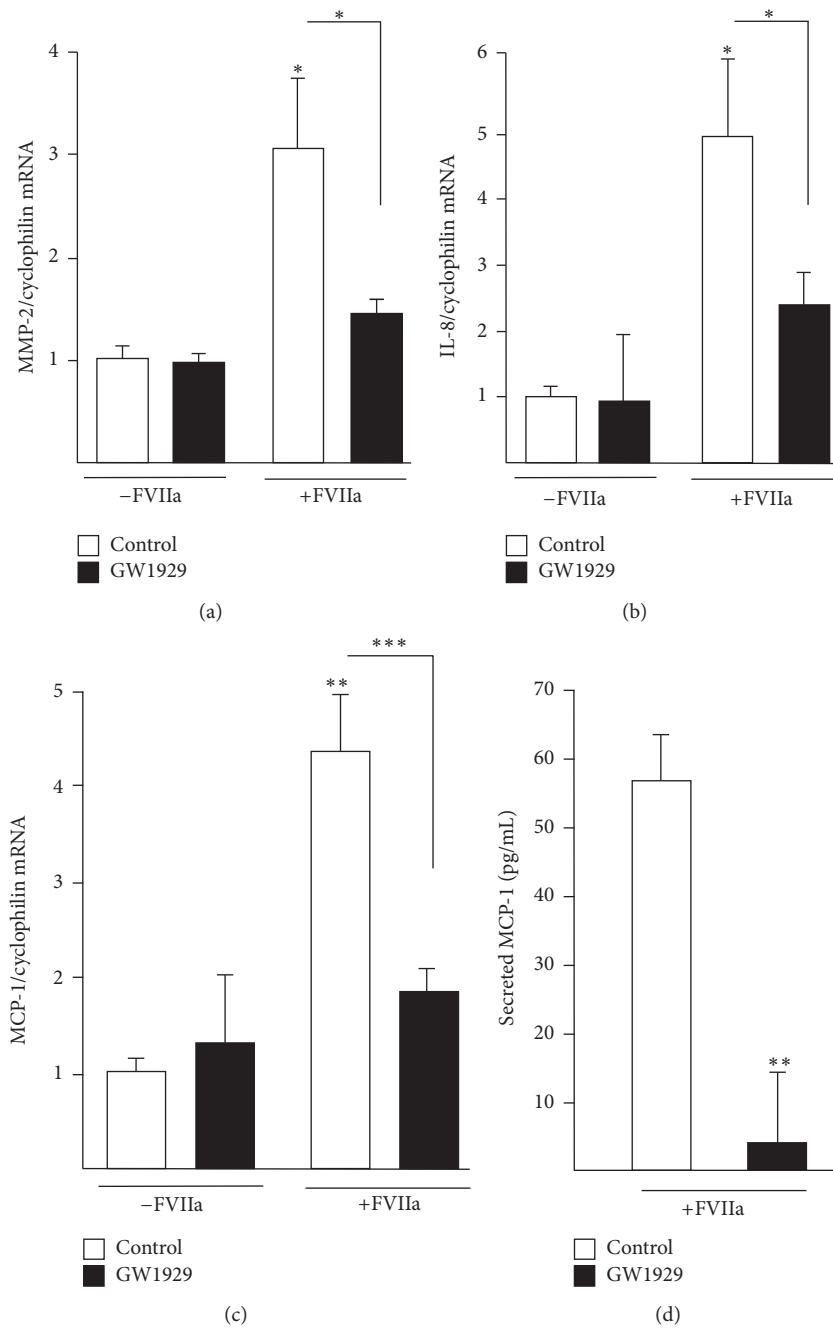 *
4
*
3
2
1
MMP-2/cyclophilin mRNA
−FVIIa
+FVIIa
Control
GW1929
(a)
*
6
*
5
4
3
2
1
IL-8/cyclophilin mRNA
−FVIIa
+FVIIa
Control
GW1929
(b)
***
5
**
4
3
2
1
MCP-1/cyclophilin mRNA
−FVIIa
+FVIIa
Control
GW1929
(c)
70
60
50
40
30
20
10
**
Secreted MCP-1 (pg/mL)
+FVIIa
Control
GW1929
(d)